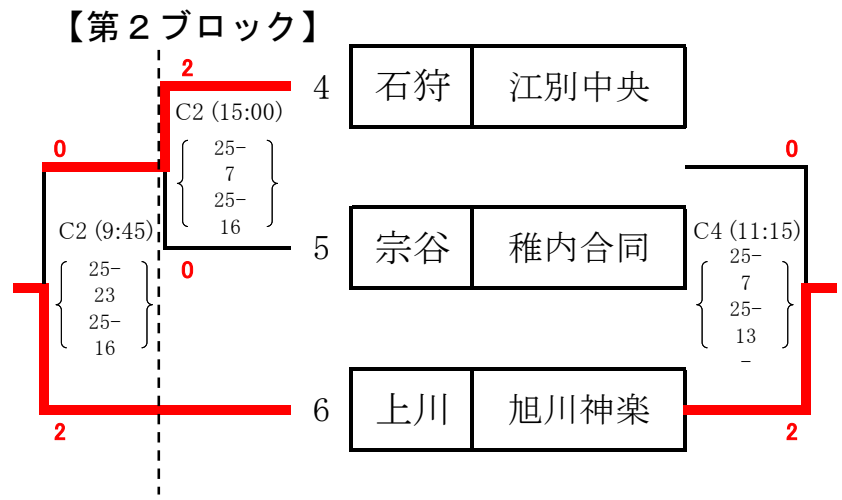 【第２ブロック】
2
4
石狩
江別中央
C2 (15:00)
25-
7
25-
16
0
0
C2 (9:45)
25-
23
25-
16
5
宗谷
稚内合同
0
C4 (11:15)
25-
7
25-
13
-
6
上川
旭川神楽
2
2